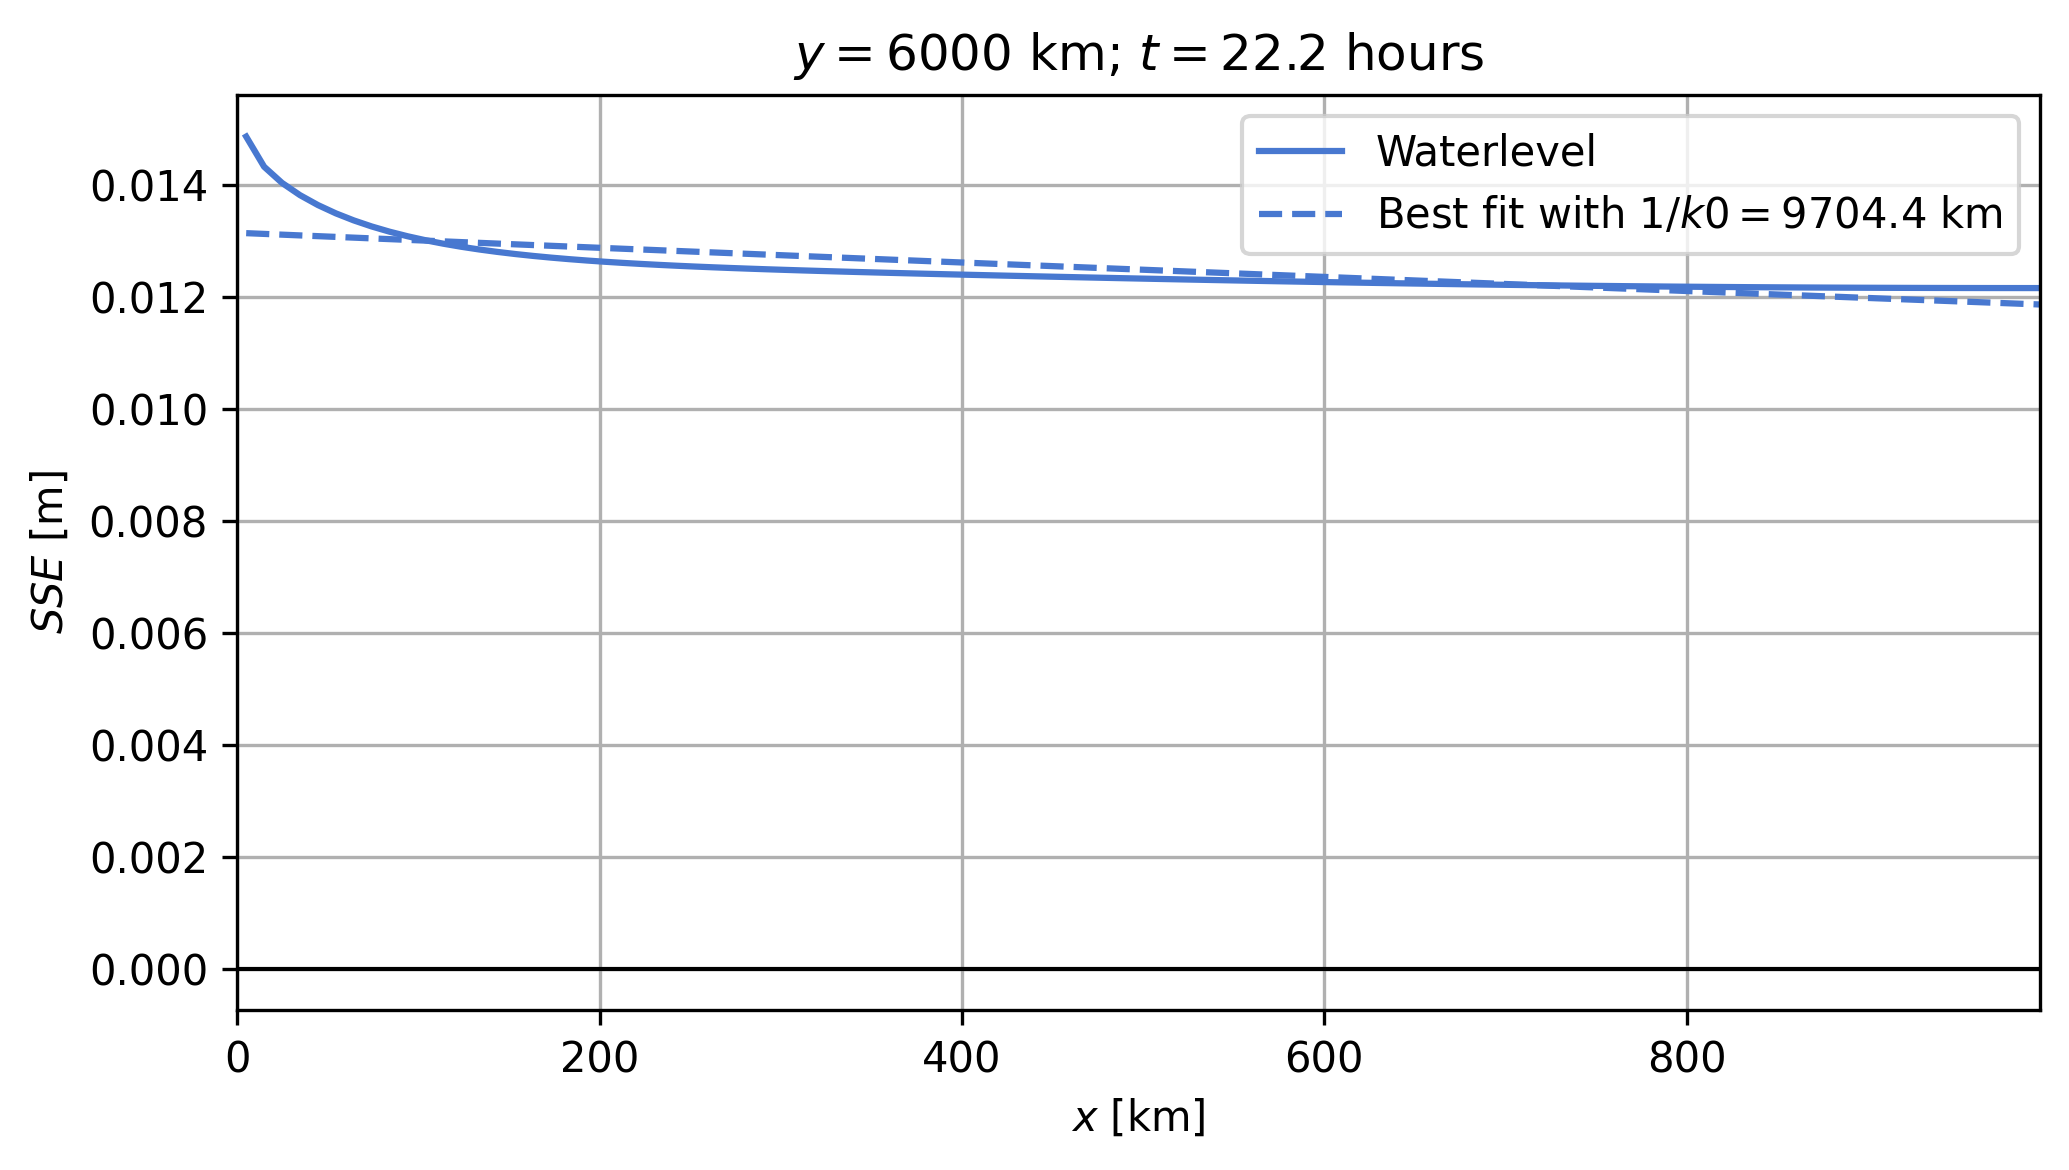 y = 6000 km; t = 22.2 hours
Waterlevel
Best fit with 1/k0 = 9704.4 km
0.014
0.012
0.010
0.008
0.006
0.004
0.002
0.000
SSE [m]
0 200 400 600 800
x [km]